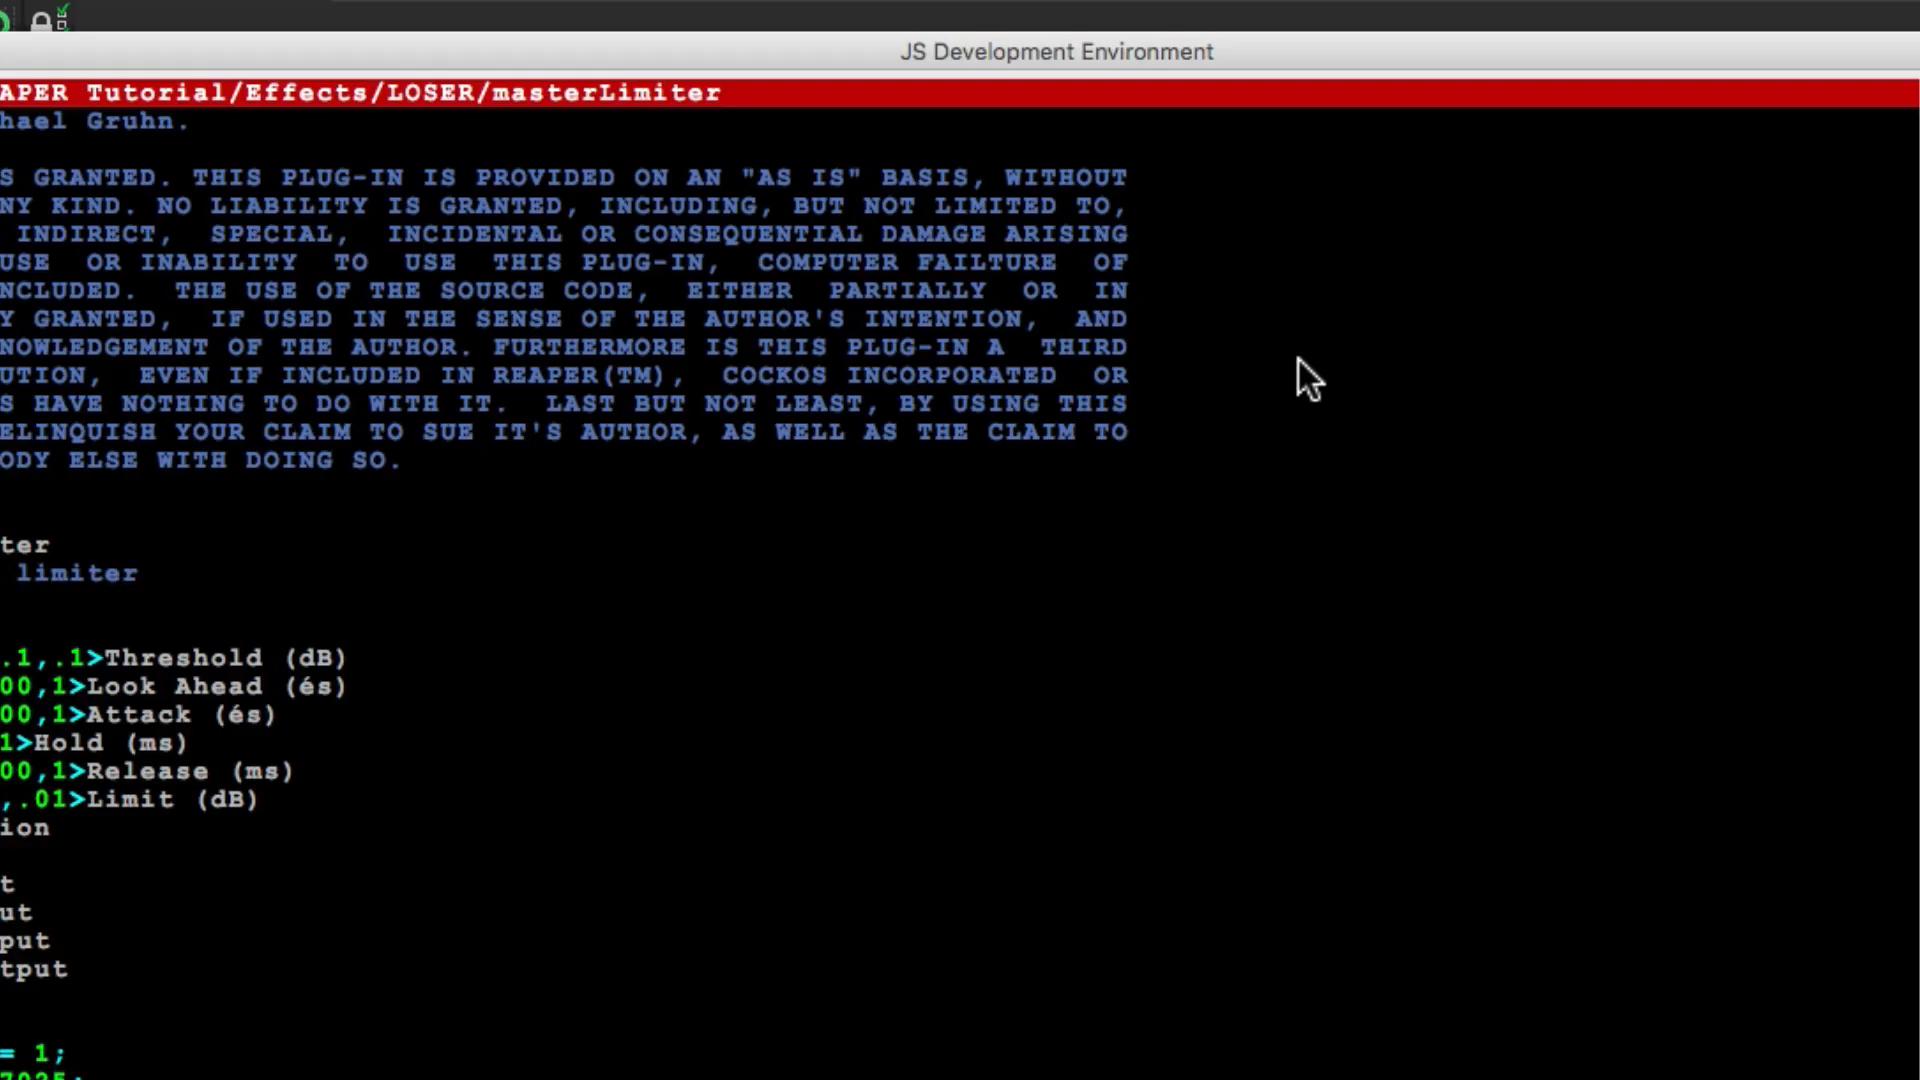 JS Development Environment
APER Tutorial/Effects/LOSER/masterLimiter
hael Gruhn.
S GRANTED. THIS PLUG-IN IS PROVIDED ON AN "AS IS" BASIS, WITHOUT
NY KIND. NO LIABILITY IS GRANTED, INCLUDING, BUT NOT LIMITED TO,
INDIRECT, SPECIAL, INCIDENTAL OR CONSEQUENTIAL DAMAGE ARISING
USE OR INABILITY TO USE THIS PLUG-IN, COMPUTER FAILTURE OF
NCLUDED. THE USE OF THE SOURCE CODE, EITHER PARTIALLY OR IN
Y GRANTED, IF USED IN THE SENSE OF THE AUTHOR'S INTENTION, AND
NOWLEDGEMENT OF THE AUTHOR. FURTHERMORE IS THIS PLUG-IN A THIRD
UTION, EVEN IF INCLUDED IN REAPER(TM), COCKOS INCORPORATED OR
S HAVE NOTHING TO DO WITH IT. LAST BUT NOT LEAST, BY USING THIS
ELINQUISH YOUR CLAIM TO SUE IT'S AUTHOR, AS WELL AS THE CLAIM TO
ODY ELSE WITH DOING SO.
ter
limiter
.1,.1>Threshold (dB)
00,1>Look Ahead (és)
00,1>Attack (és)
1>Hold (ms)
00,1>Release (ms)
,.01>Limit (dB)
ion
t
ut
put
tput
= 1;